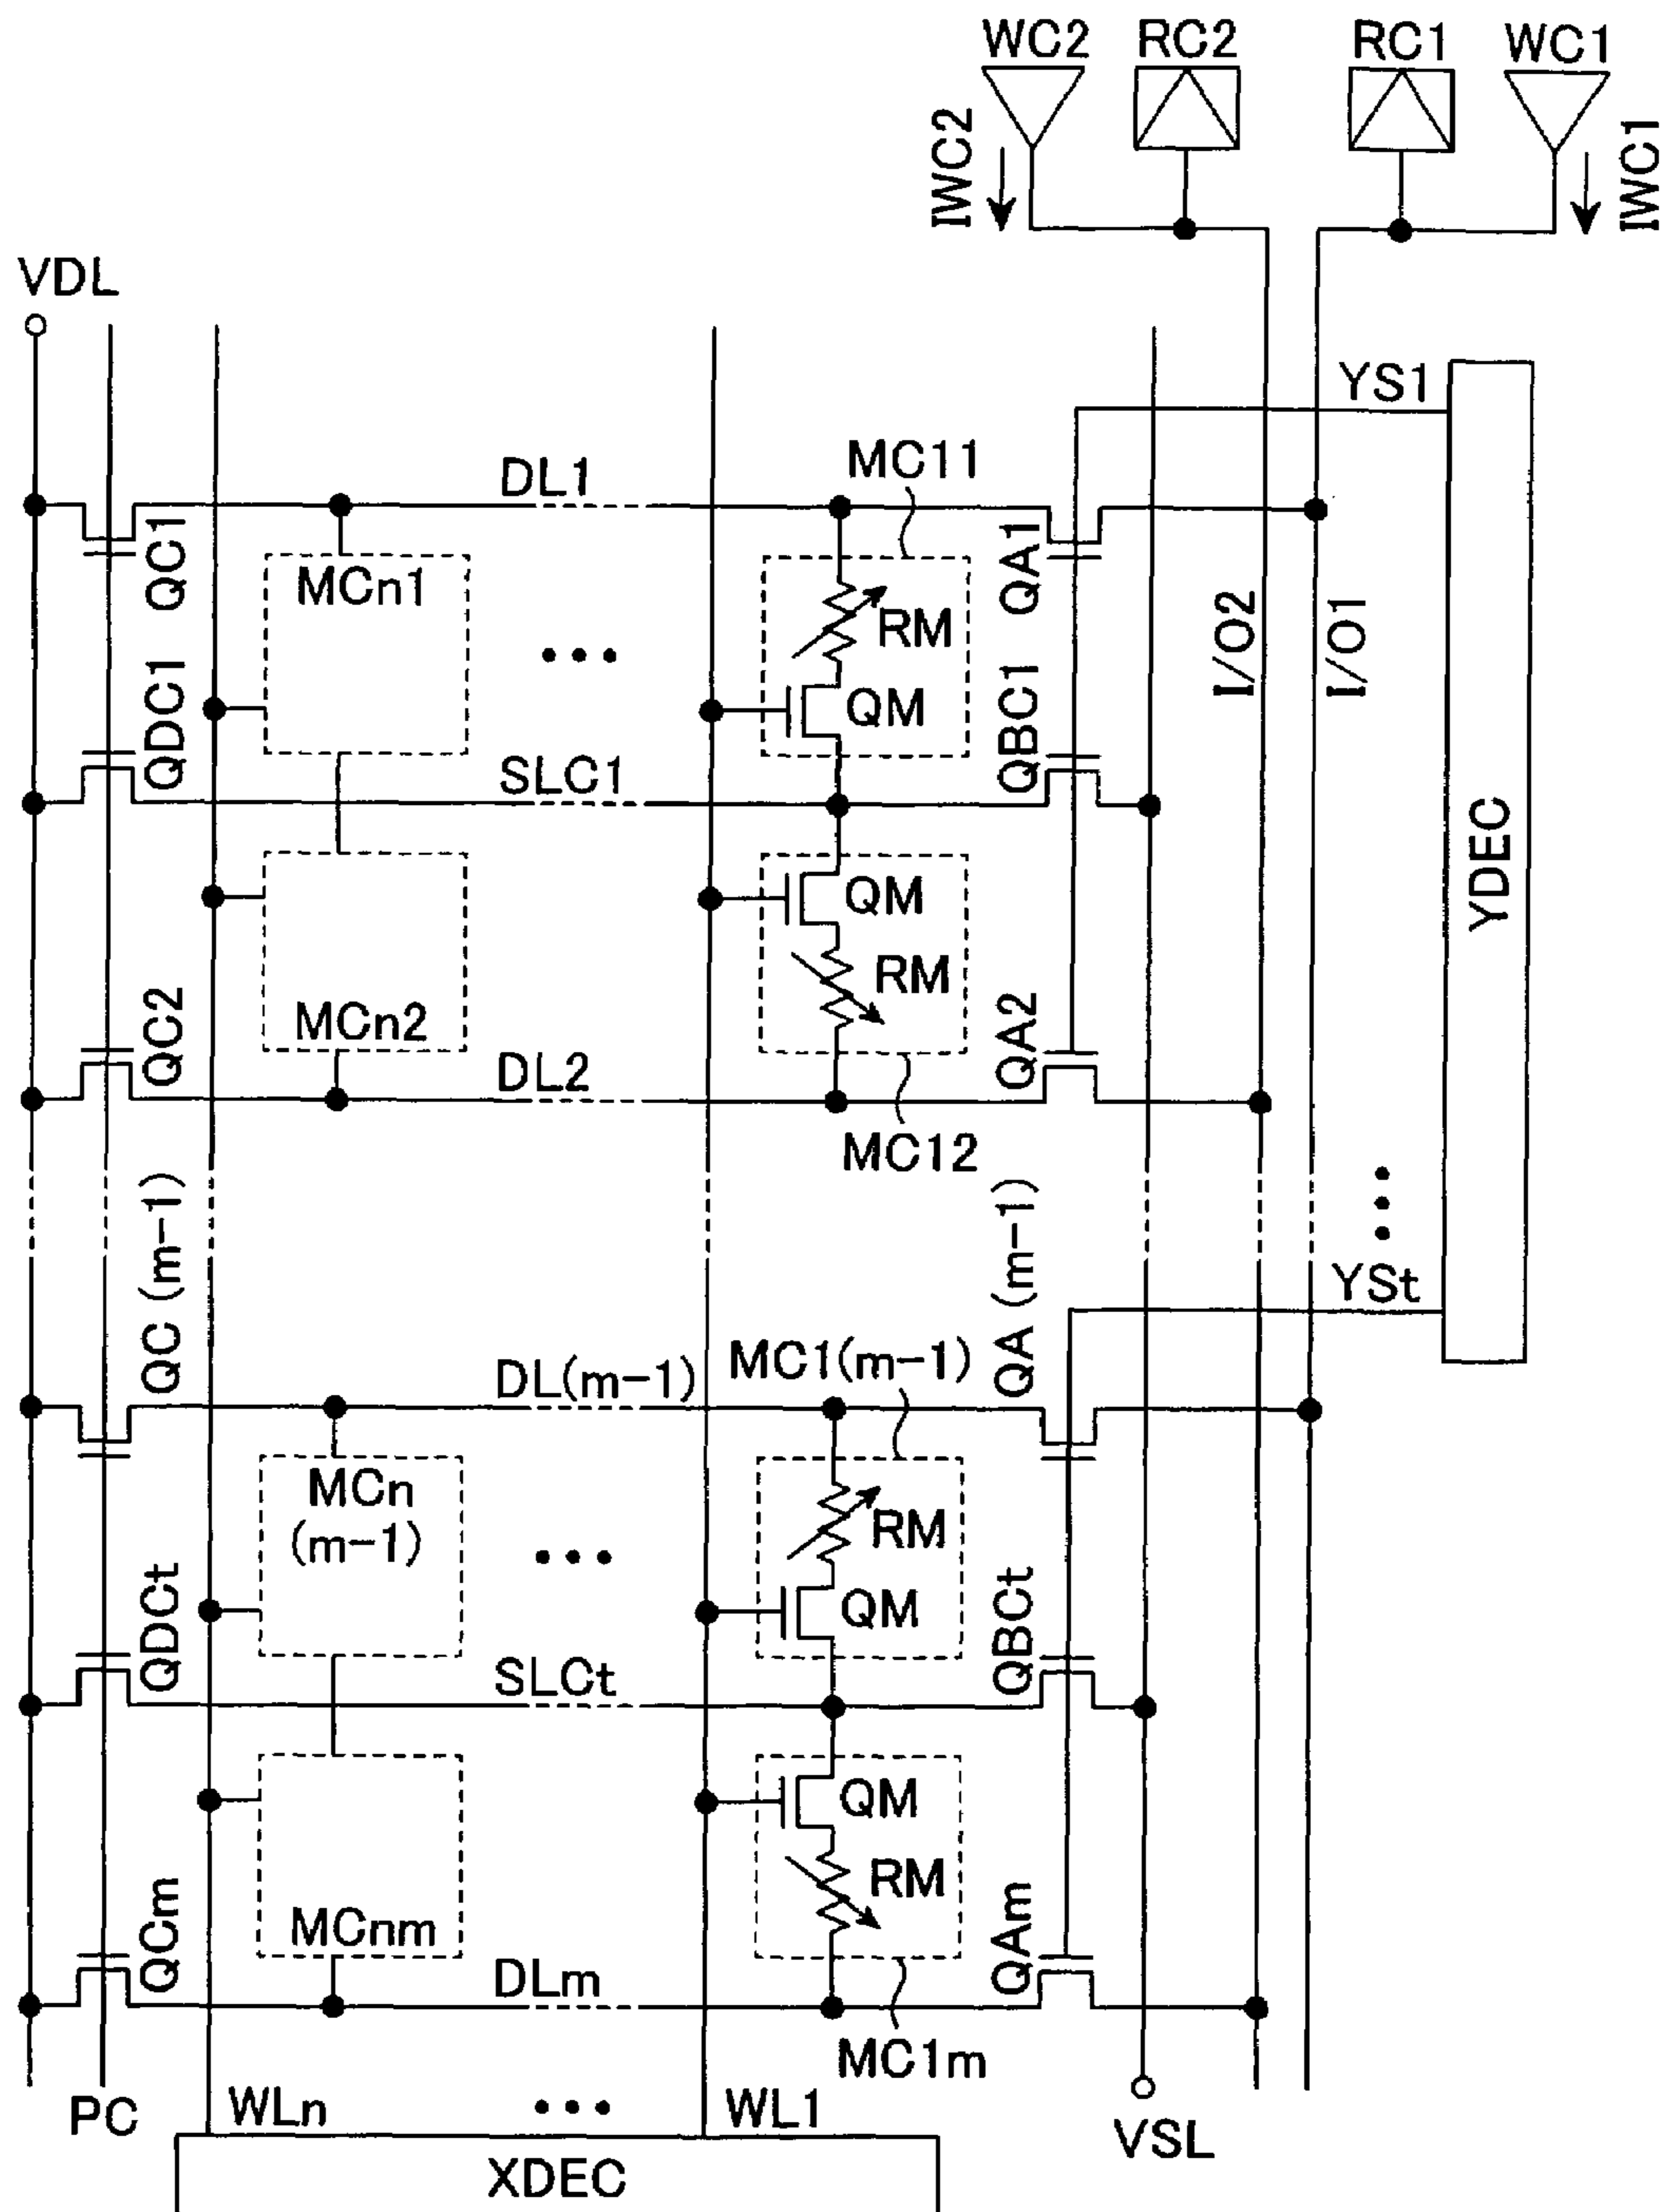 WC2 RC2 RC1 WC1
IWC2
IWC1
VDL
YS1
DL1
MC11
QC1
MCn1
RM
QA1
I/O2
I/O1
QM
QDC1
SLC1
QBC1
YDEC
QM
RM
QC2
MCn2
QA2
DL2
MC12
QC (m-1)
QA (m-1)
YSt
DL(m-1)
MC1(m-1)
MCn
(m-1)
RM
QM
QDCt
SLCt
QBCt
QM
RM
QCm
MCnm
QAm
DLm
MC1m
PC
WLn
WL1
VSL
XDEC